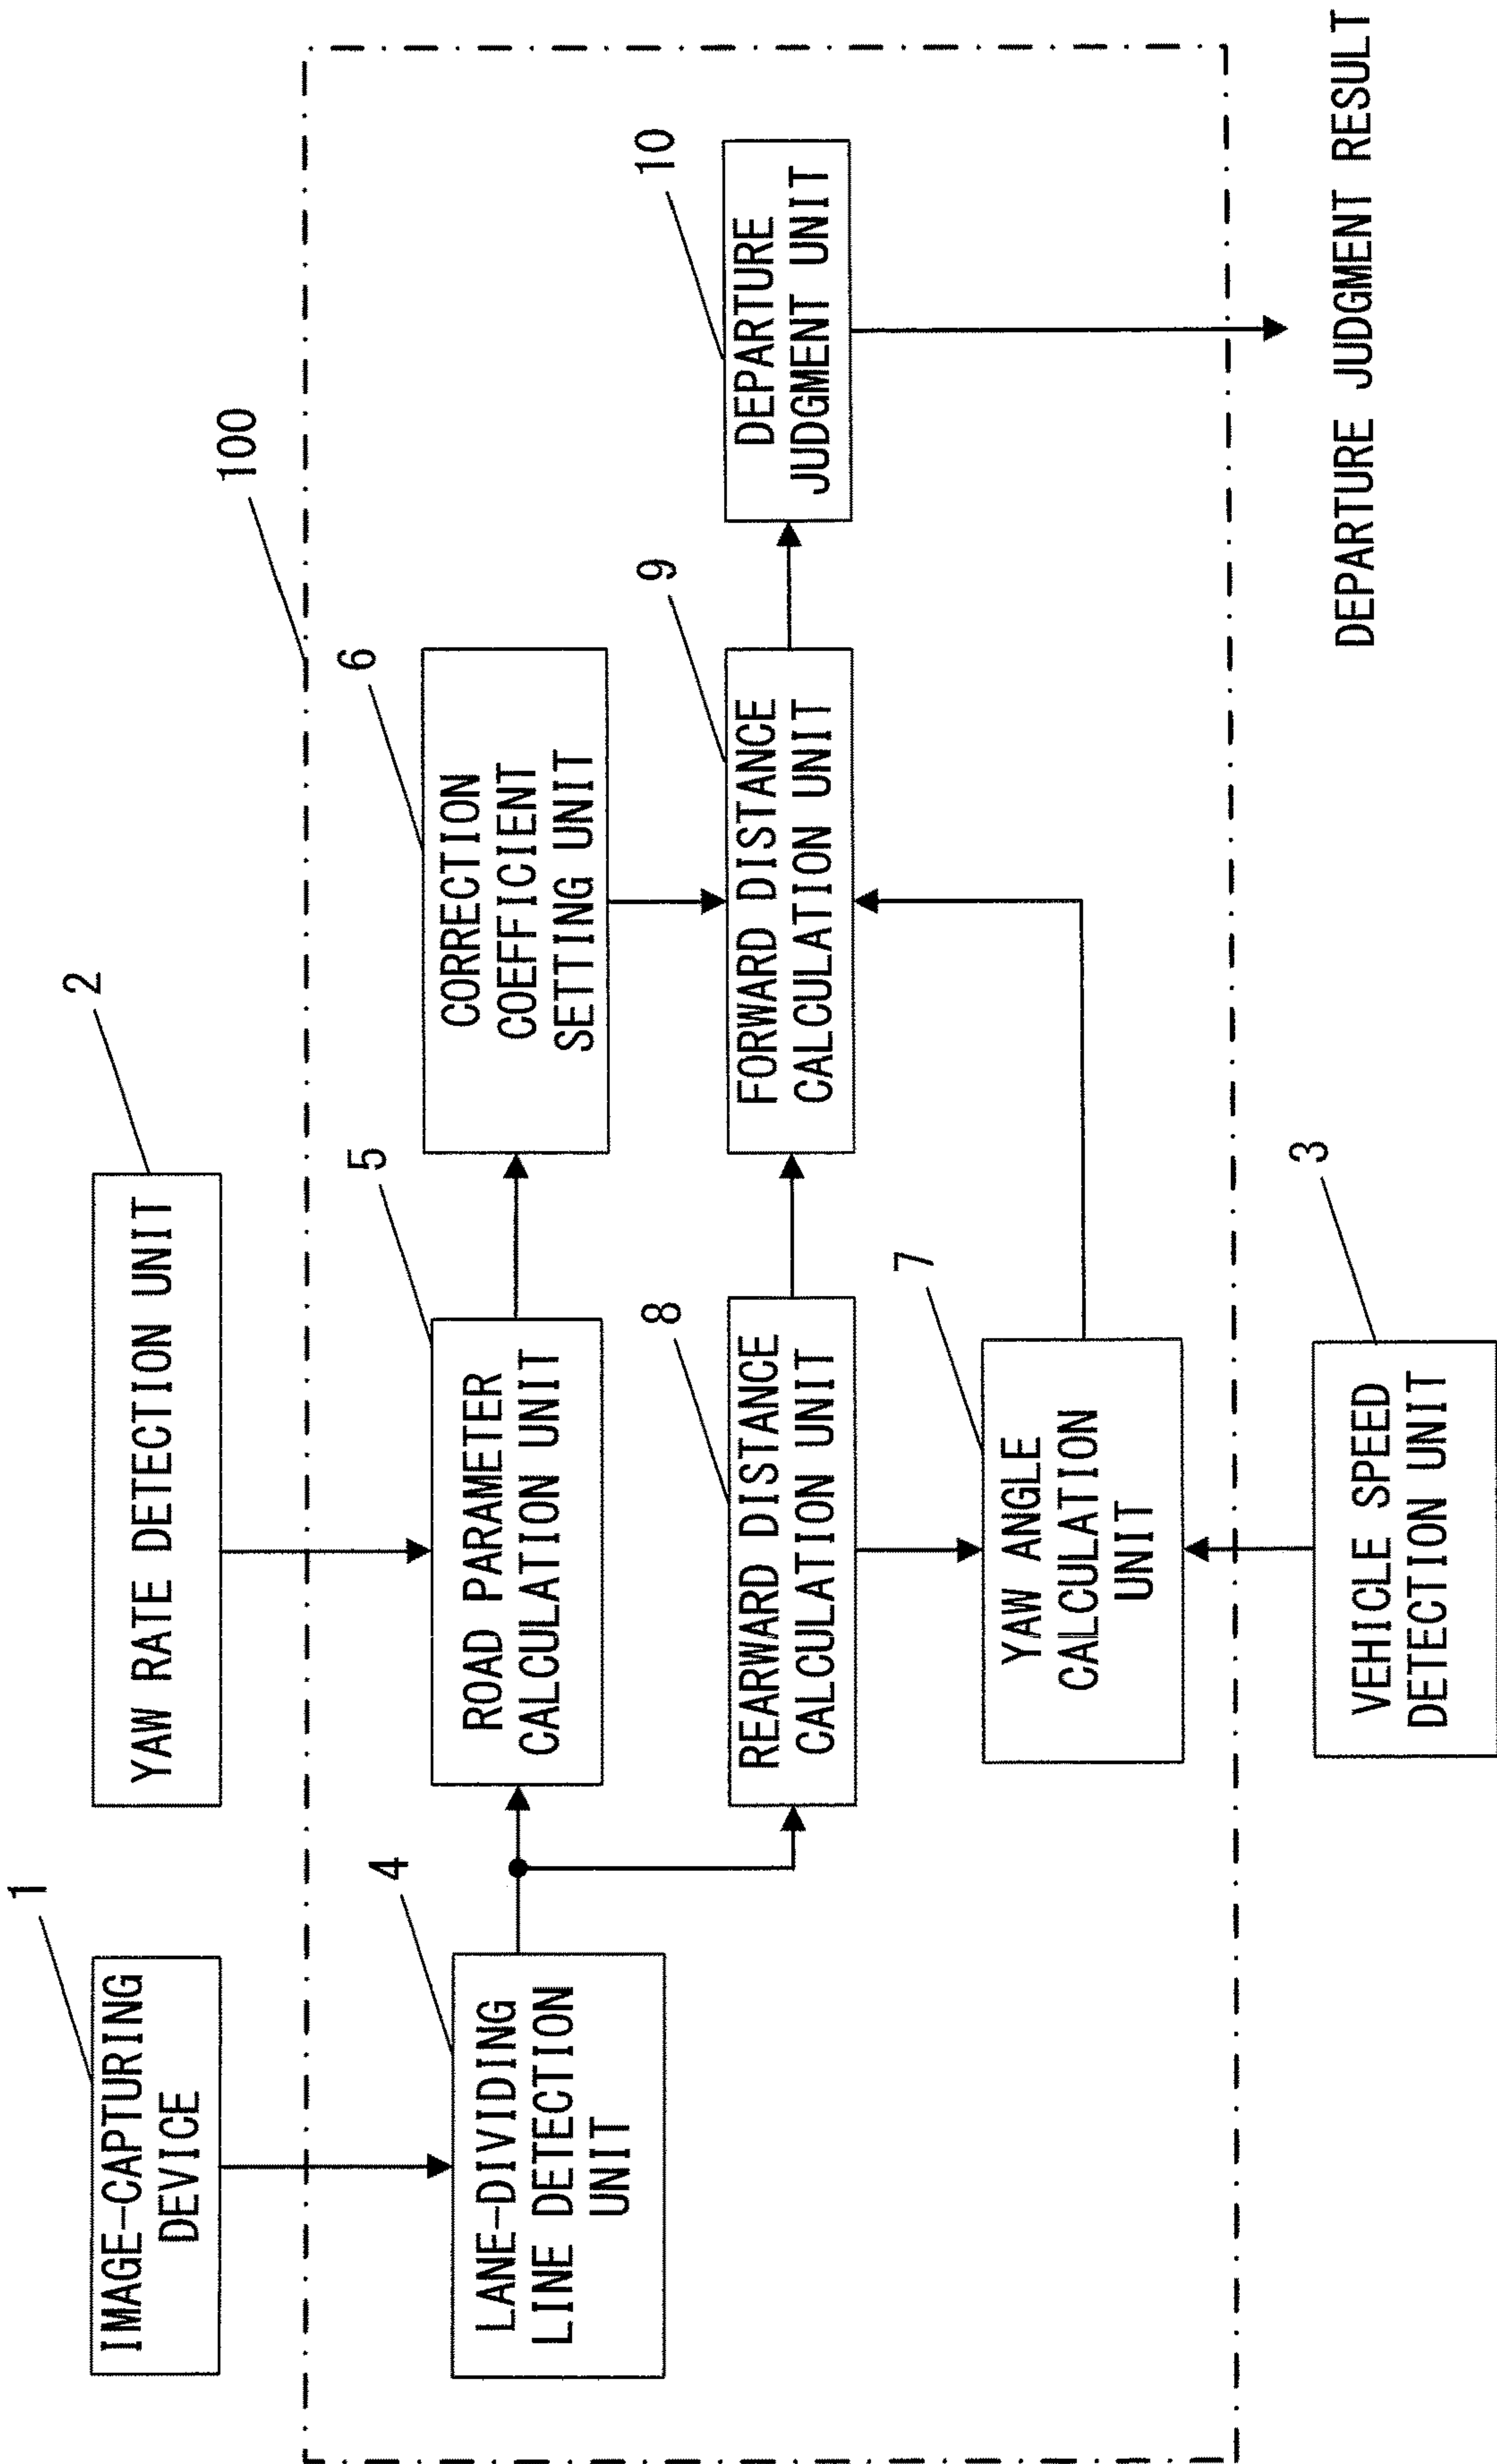 1
IMAGE-CAPTURING
DEVICE
2
YAW RATE DETECTION UNIT
100
4
LANE-DIVIDING
LINE DETECTION
UNIT
5
ROAD PARAMETER
CALCULATION UNIT
6
CORRECTION
COEFFICIENT
SETTING UNIT
8
REARWARD DISTANCE
CALCULATION UNIT
9
FORWARD DISTANCE
CALCULATION UNIT
10
DEPARTURE
JUDGMENT UNIT
7
YAW ANGLE
CALCULATION
UNIT
3
VEHICLE SPEED
DETECTION UNIT
DEPARTURE JUDGMENT RESULT